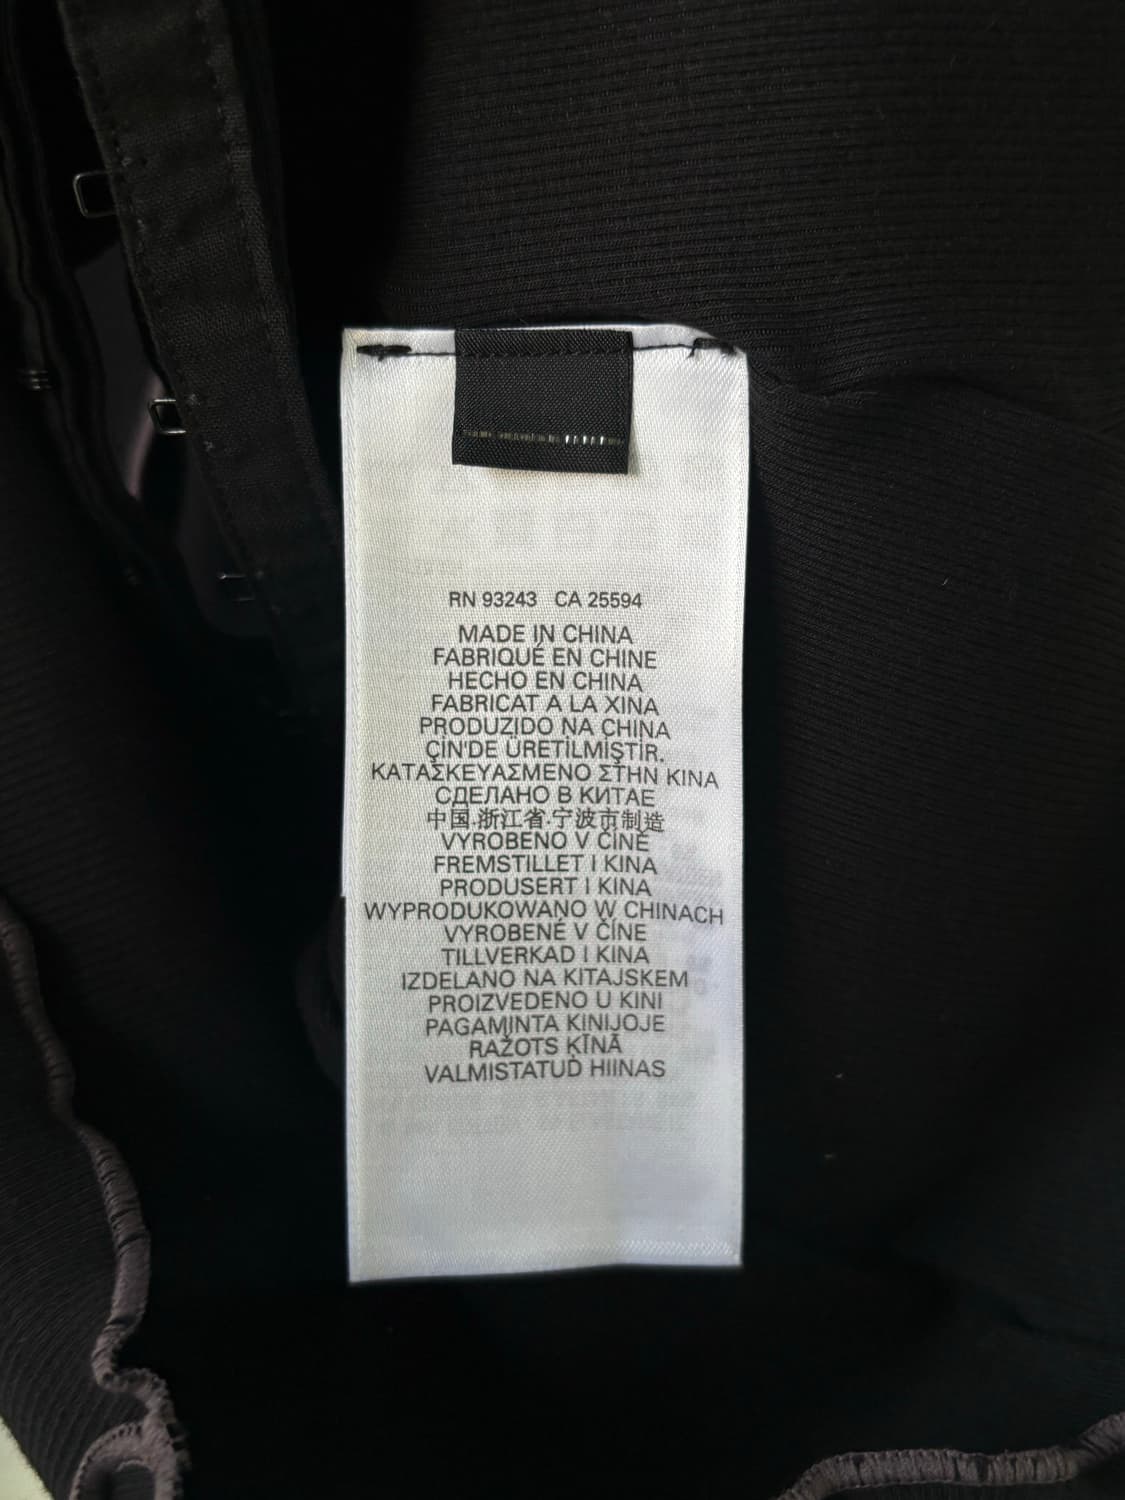 RN 93243 CA 25594
MADE IN CHINA
FABRIQUÉ EN CHINE
HECHO EN CHINA
FABRICAT A LA XINA
PRODUZIDO NA CHINA
ÇİN'DE ÜRETİLMİŞTİR.
ΚΑΤΑΣΚΕΥΑΣΜΕΝΟ ΣΤΗΝ ΚΙΝΑ
СДЕЛАНО В КИТАЕ
中国.浙江省.宁波市制造
VYROBENO V ČÍNĚ
FREMSTILLET I KINA
PRODUSERT I KINA
WYPRODUKOWANO W CHINACH
VYROBENÉ V ČÍNE
TILLVERKAD I KINA
IZDELANO NA KITAJSKEM
PROIZVEDENO U KINI
PAGAMINTA KINIJOJE
RAŽOTS ĶĪNĀ
VALMISTATUD HIINAS